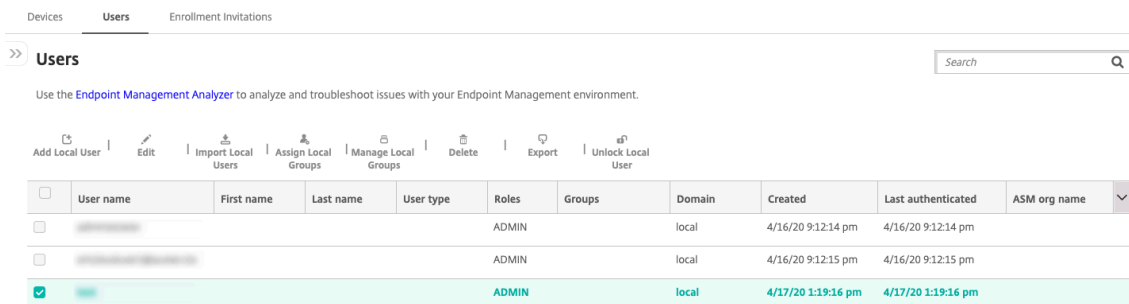 Devices Users Enrollment Invitations
Users
Search
Use the Endpoint Management Analyzer to analyze and troubleshoot issues with your Endpoint Management environment.
Add Local User | Edit | Import Local Users | Assign Local Groups | Manage Local Groups | Delete | Export | Unlock Local User
User name First name Last name User type Roles Groups Domain Created Last authenticated ASM org name
ADMIN local 4/16/20 9:12:14 pm 4/16/20 9:12:14 pm
ADMIN local 4/16/20 9:12:15 pm 4/16/20 9:12:15 pm
ADMIN local 4/17/20 1:19:16 pm 4/17/20 1:19:16 pm